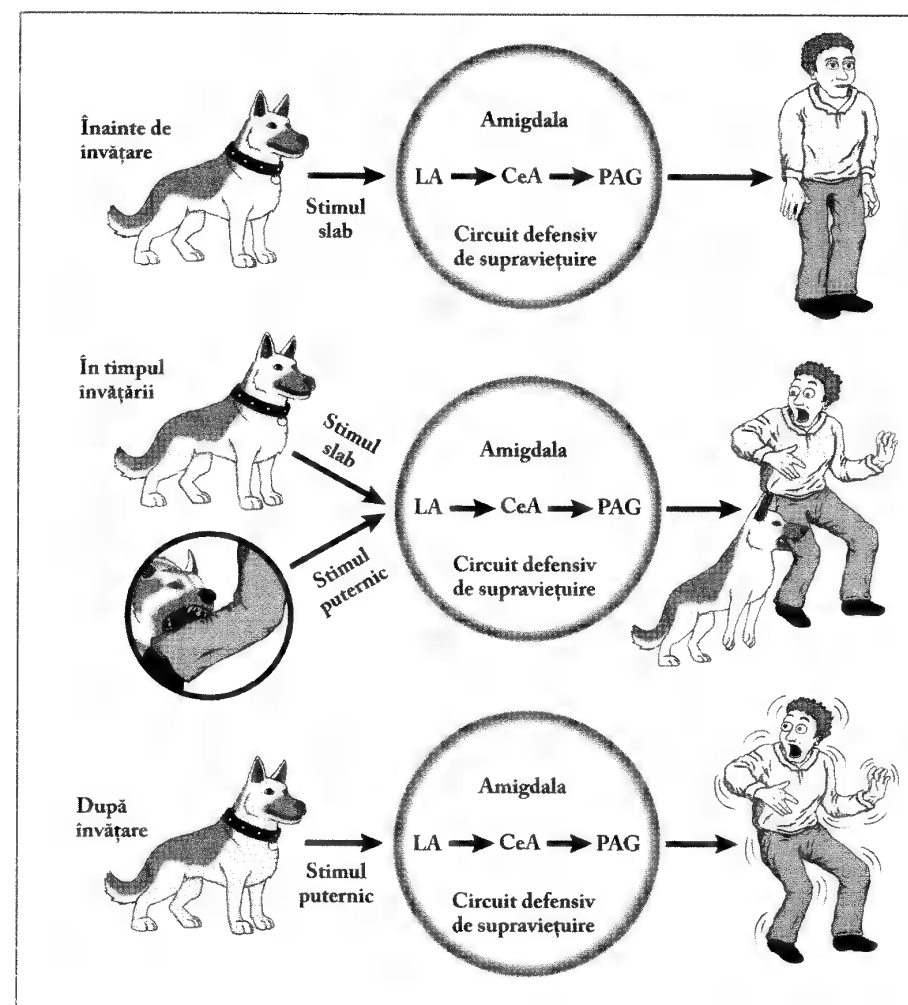 Înainte de
învățare
Stimul
slab
Amigdala
LA CeA PAG
Circuit defensiv
de supraviețuire
În timpul
învățării
Stimul
slab
Stimul
puternic
Amigdala
LA CeA PAG
Circuit defensiv
de supraviețuire
După
învățare
Stimul
puternic
Amigdala
LA CeA PAG
Circuit defensiv
de supraviețuire